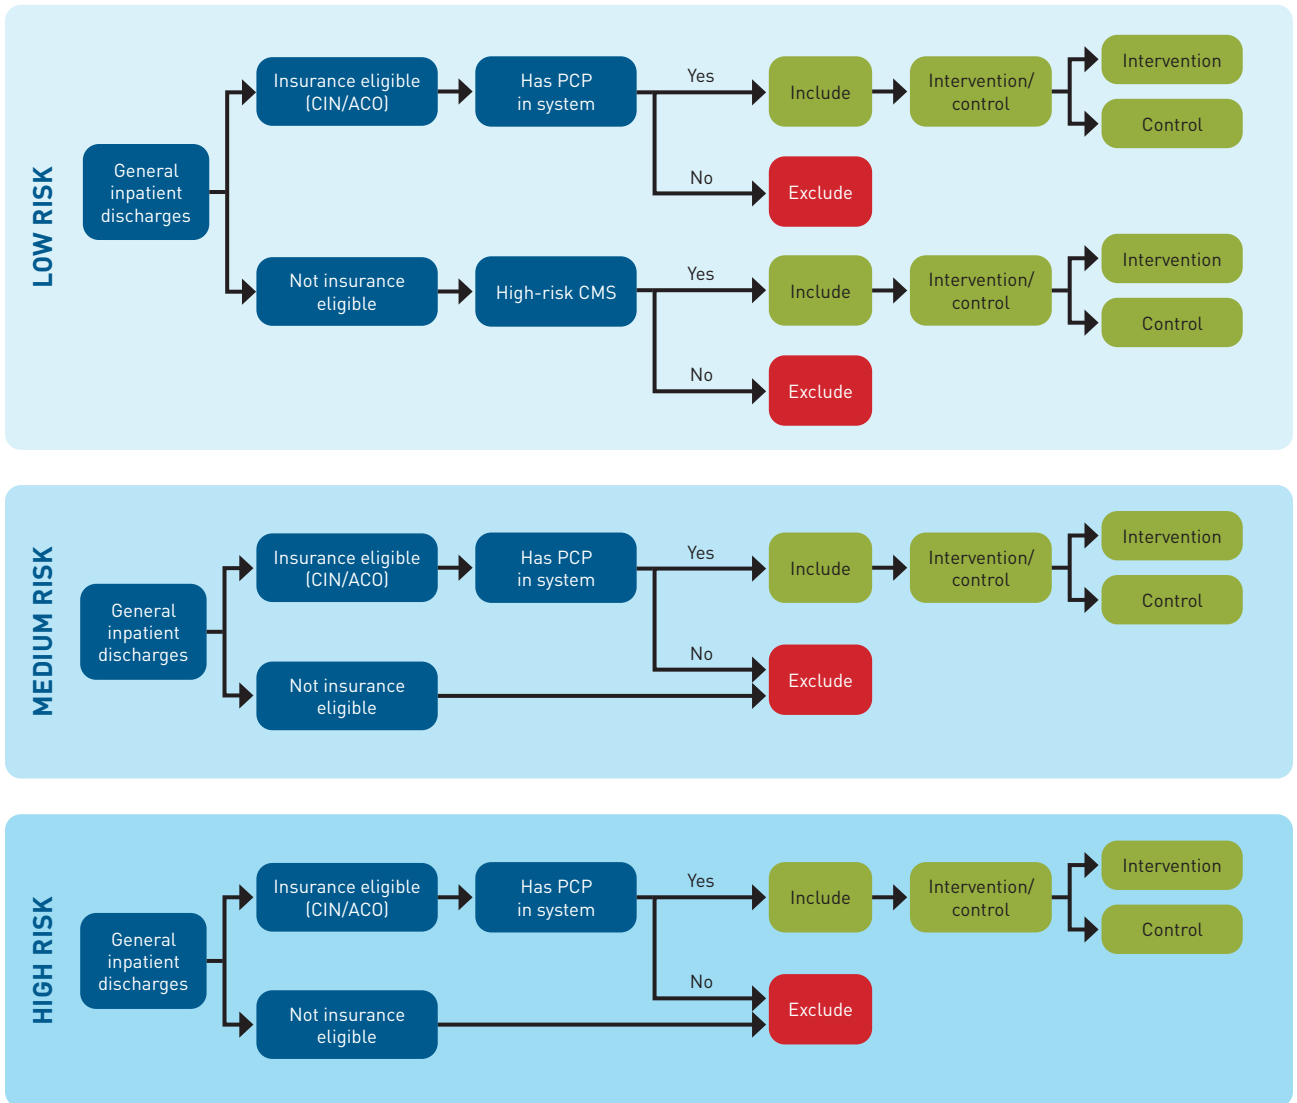 LOW RISK
General
inpatient
discharges
Insurance eligible
(CIN/ACO)
Has PCP
in system
Yes
Include
Intervention/
control
Intervention
Control
No
Exclude
Not insurance
eligible
High-risk CMS
Yes
Include
Intervention/
control
Intervention
Control
No
Exclude
MEDIUM RISK
General
inpatient
discharges
Insurance eligible
(CIN/ACO)
Has PCP
in system
Yes
Include
Intervention/
control
Intervention
Control
No
Exclude
Not insurance
eligible
HIGH RISK
General
inpatient
discharges
Insurance eligible
(CIN/ACO)
Has PCP
in system
Yes
Include
Intervention/
control
Intervention
Control
No
Exclude
Not insurance
eligible